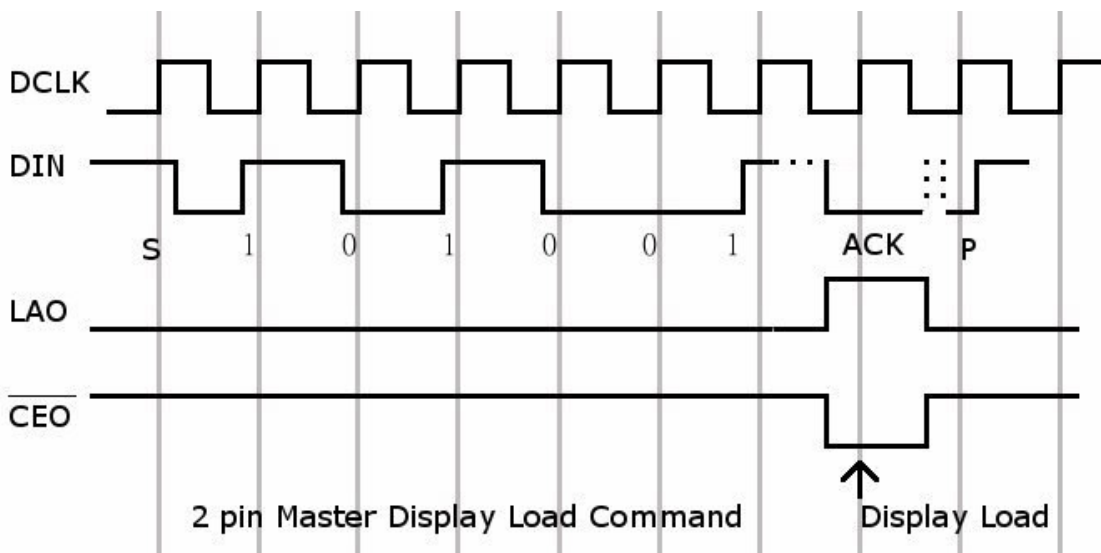 DCLK
DIN
S 1 0 1 0 0 1 ACK P
LAO
CEO
2 pin Master Display Load Command Display Load